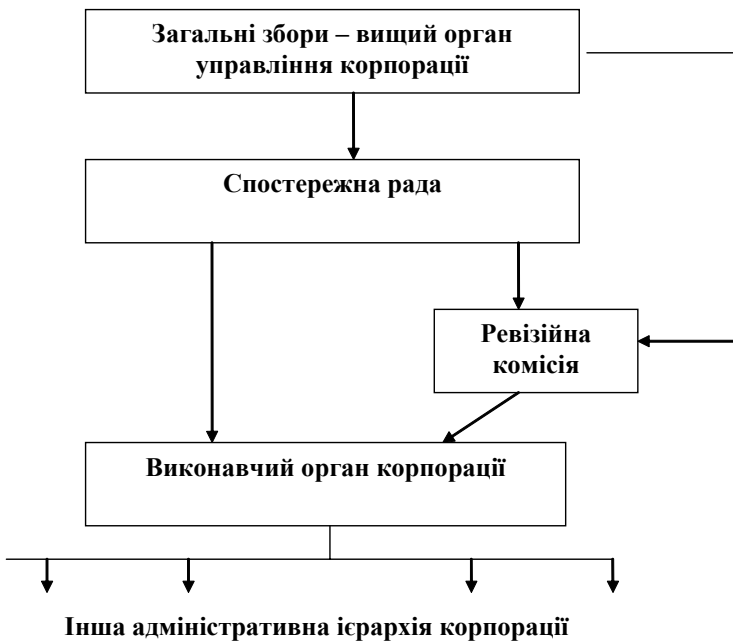 Загальні збори – вищий орган
управління корпорації
Спостережна рада
Ревізійна
комісія
Виконавчий орган корпорації
Інша адміністративна ієрархія корпорації